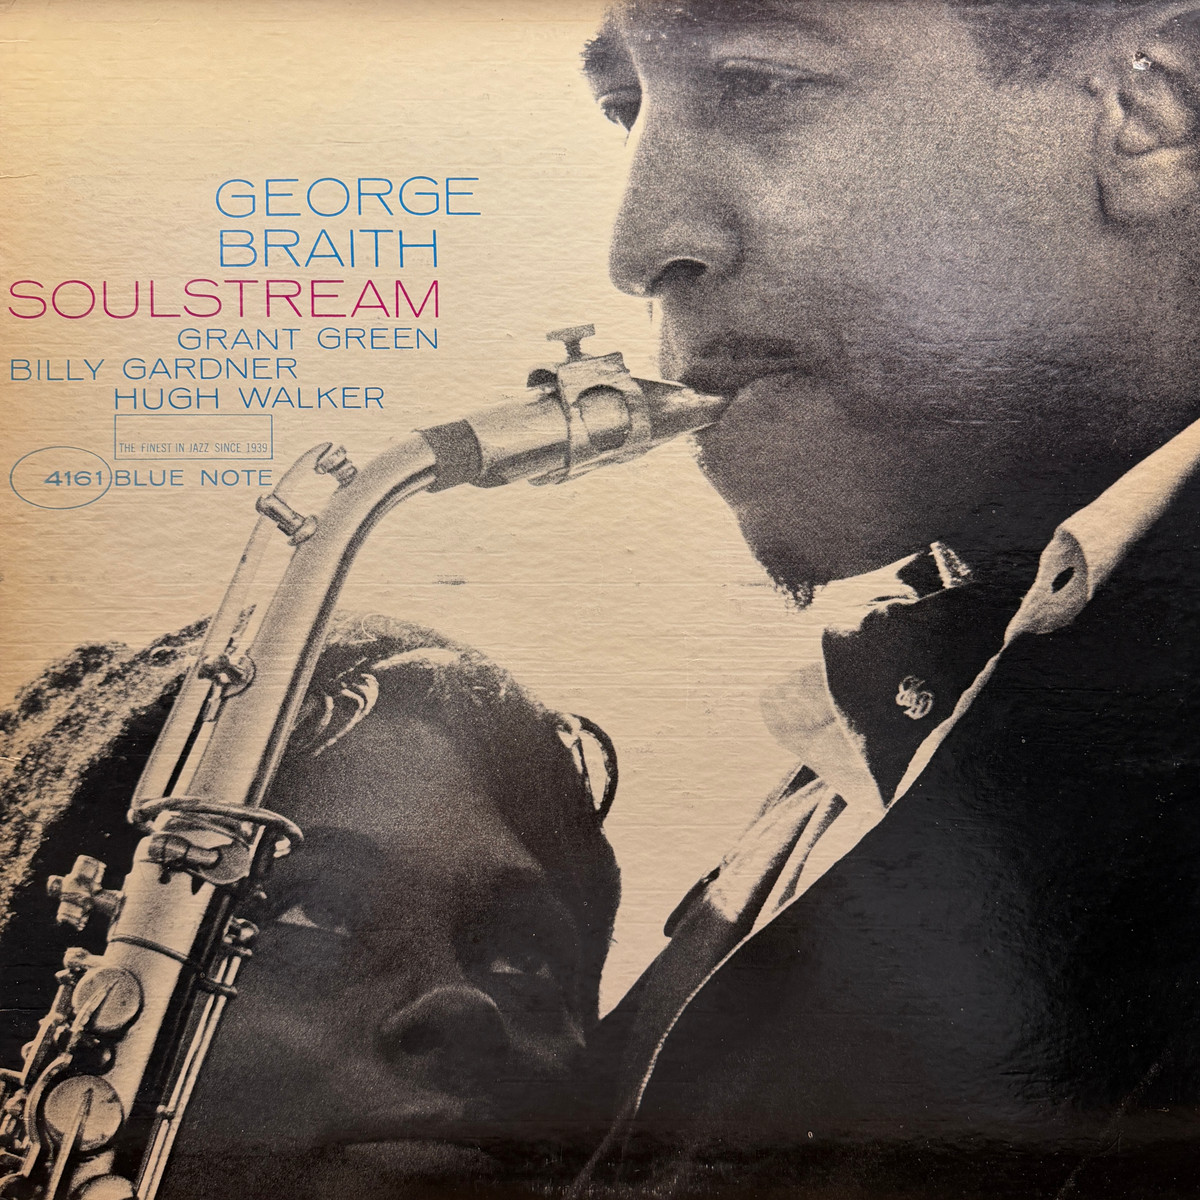 GEORGE
BRAITH
SOULSTREAM
GRANT GREEN
BILLY GARDNER
HUGH WALKER
THE FINEST IN JAZZ SINCE 1939
4161 BLUE NOTE